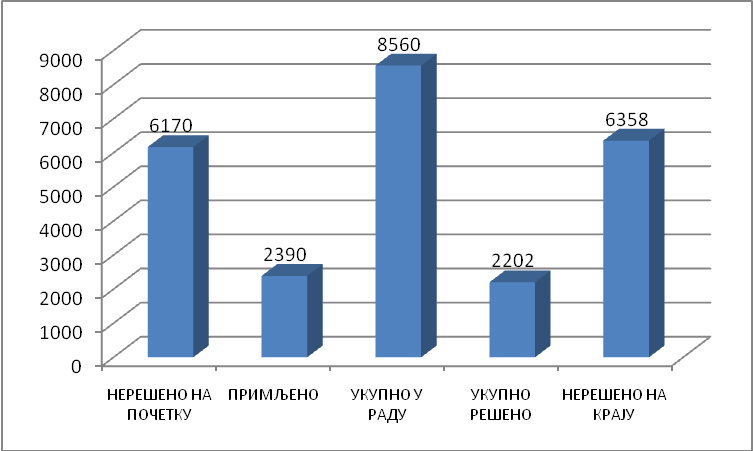 9000
8000
7000
6000
5000
4000
3000
2000
1000
0
6170
2390
8560
2202
6358
НЕРЕШЕНО НА
ПОЧЕТКУ
ПРИМЉЕНО
УКУПНО У
РАДУ
УКУПНО
РЕШЕНО
НЕРЕШЕНО НА
КРАЈУ